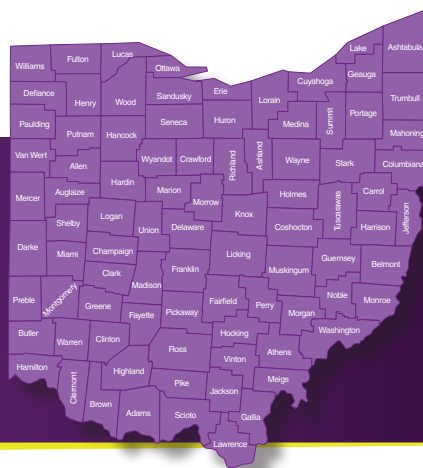 Williams
Fulton
Lucas
Ottawa
Lake
Ashtabula
Geauga
Cuyahoga
Defiance
Henry
Wood
Sandusky
Erie
Lorain
Trumbull
Portage
Summit
Medina
Huron
Seneca
Paulding
Putnam
Hancock
Mahoning
Van Wert
Allen
Wyandot
Crawford
Richland
Ashland
Wayne
Stark
Columbiana
Mercer
Auglaize
Hardin
Marion
Morrow
Knox
Holmes
Tuscarawas
Carroll
Jefferson
Harrison
Coshocton
Delaware
Union
Logan
Shelby
Darke
Miami
Champaign
Clark
Madison
Franklin
Licking
Muskingum
Guernsey
Belmont
Preble
Montgomery
Greene
Fayette
Pickaway
Fairfield
Perry
Morgan
Noble
Monroe
Washington
Butler
Warren
Clinton
Ross
Hocking
Athens
Vinton
Hamilton
Clermont
Highland
Brown
Adams
Pike
Scioto
Jackson
Meigs
Gallia
Lawrence